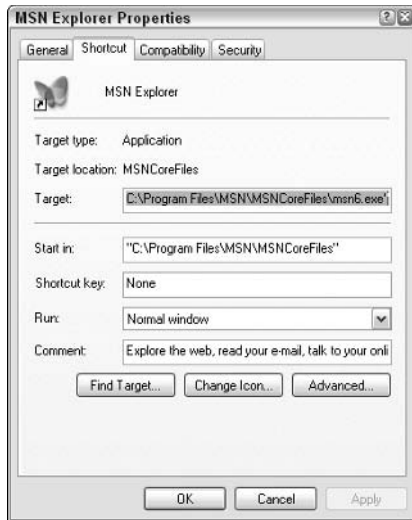 MSN Explorer Properties
General Shortcut Compatibility Security
MSN Explorer
Target type: Application
Target location: MSNCoreFiles
Target: C:\Program Files\MSN\MSNCoreFiles\msn6.exe"
Start in: "C:\Program Files\MSN\MSNCoreFiles"
Shortcut key: None
Run: Normal window
Comment: Explore the web, read your e-mail, talk to your onli
Find Target... Change Icon... Advanced...
OK Cancel Apply